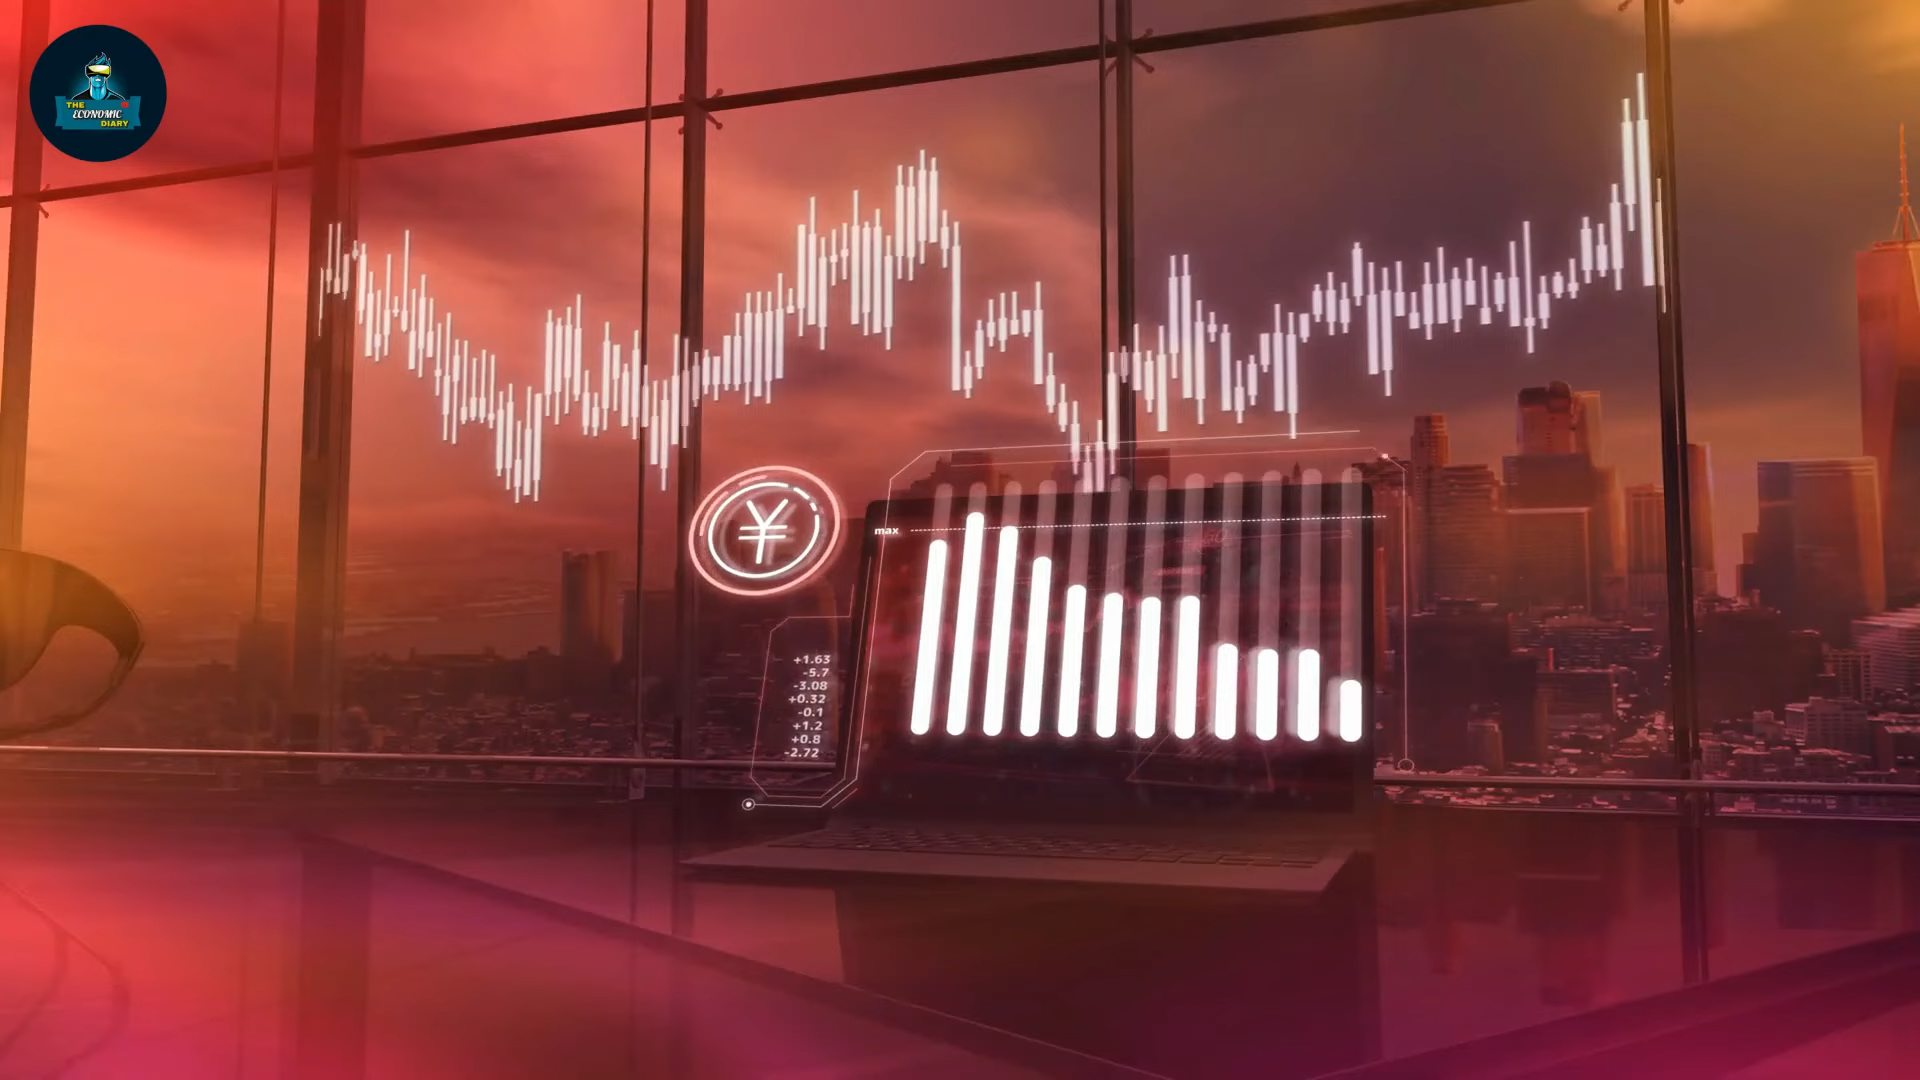 THE
ECONOMIC
DIARY
¥
max
+1.63
-5.7
-3.08
+0.32
-0.1
+1.2
+0.8
-2.72